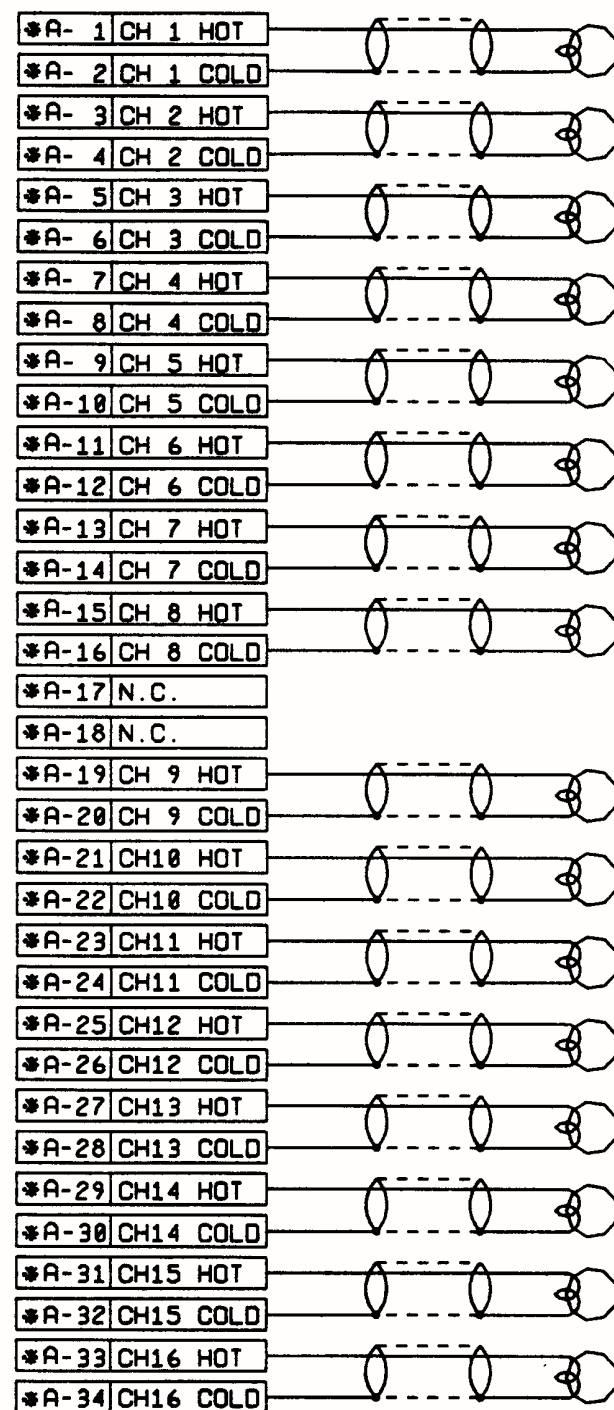 *A- 1 CH 1 HOT
*A- 2 CH 1 COLD
*A- 3 CH 2 HOT
*A- 4 CH 2 COLD
*A- 5 CH 3 HOT
*A- 6 CH 3 COLD
*A- 7 CH 4 HOT
*A- 8 CH 4 COLD
*A- 9 CH 5 HOT
*A-10 CH 5 COLD
*A-11 CH 6 HOT
*A-12 CH 6 COLD
*A-13 CH 7 HOT
*A-14 CH 7 COLD
*A-15 CH 8 HOT
*A-16 CH 8 COLD
*A-17 N.C.
*A-18 N.C.
*A-19 CH 9 HOT
*A-20 CH 9 COLD
*A-21 CH10 HOT
*A-22 CH10 COLD
*A-23 CH11 HOT
*A-24 CH11 COLD
*A-25 CH12 HOT
*A-26 CH12 COLD
*A-27 CH13 HOT
*A-28 CH13 COLD
*A-29 CH14 HOT
*A-30 CH14 COLD
*A-31 CH15 HOT
*A-32 CH15 COLD
*A-33 CH16 HOT
*A-34 CH16 COLD